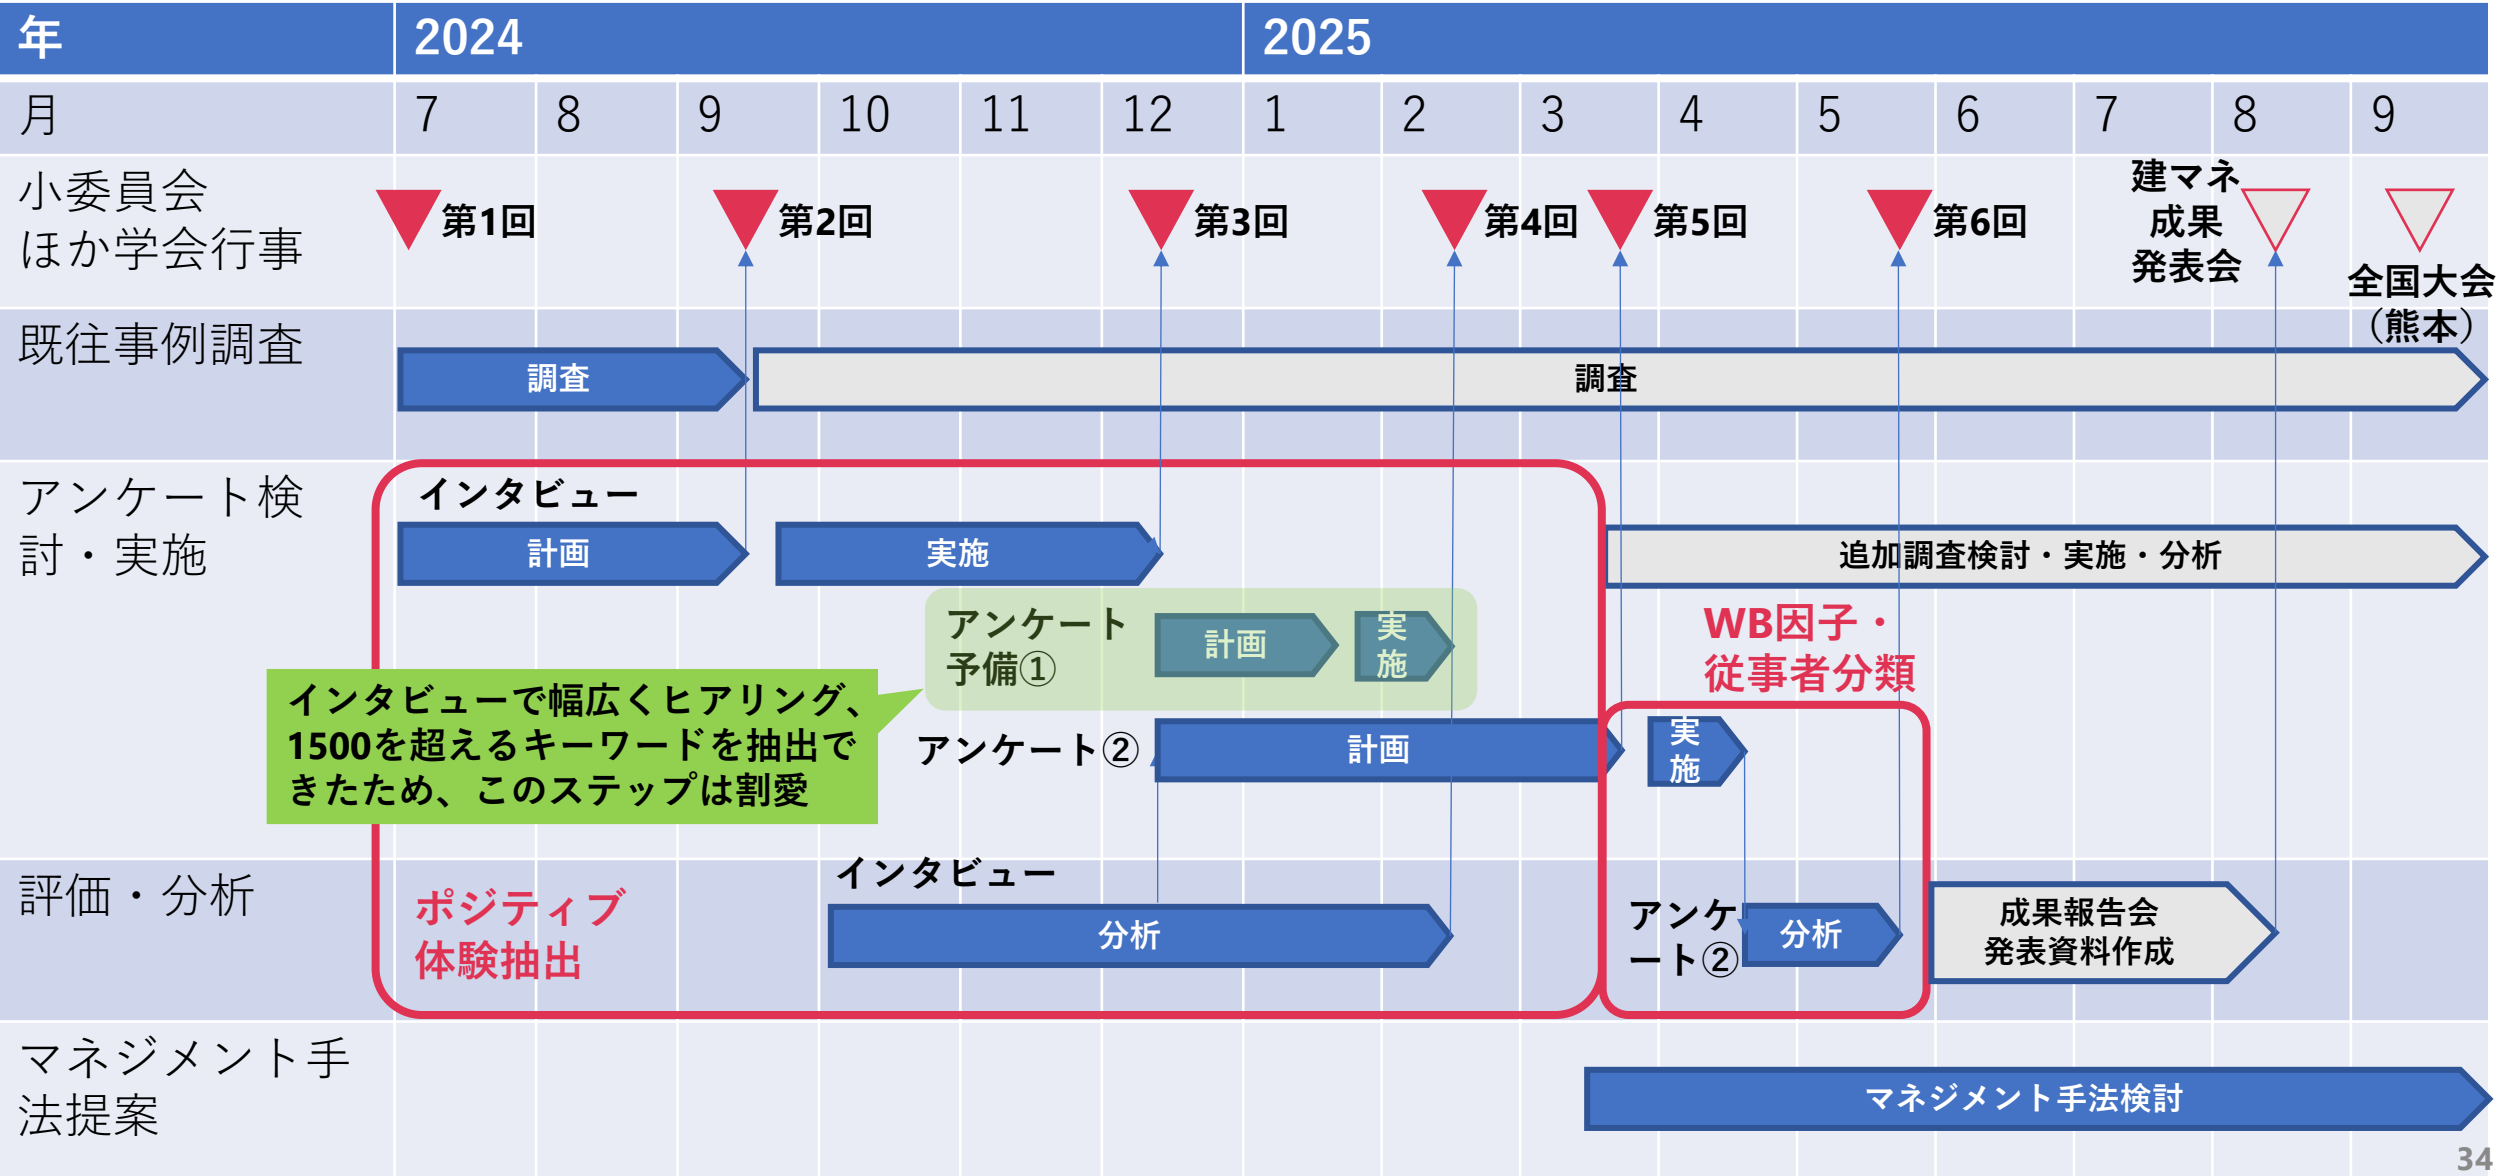 年 2024 2025
月 7 8 9 10 11 12 1 2 3 4 5 6 7 8 9
小委員会
ほか学会行事
第1回 第2回 第3回 第4回 第5回 第6回
建マネ
成果
発表会
全国大会
（熊本）
既往事例調査
調査 調査
アンケート検
討・実施
インタビュー
計画 実施
追加調査検討・実施・分析
アンケート
予備①
計画
実
施
WB因子・
従事者分類
インタビューで幅広くヒアリング、
1500を超えるキーワードを抽出で
きたため、このステップは割愛
アンケート②
計画
実
施
評価・分析
ポジティブ
体験抽出
インタビュー
分析
アンケ
ート②
分析
成果報告会
発表資料作成
マネジメント手
法提案
マネジメント手法検討
34